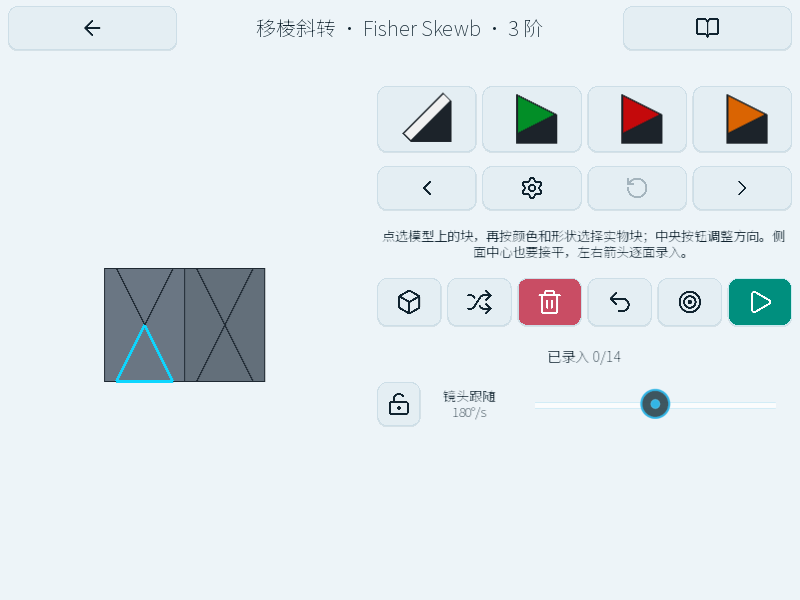 移棱斜转 · Fisher Skewb · 3 阶
点选模型上的块，再按颜色和形状选择实物块；中央按钮调整方向。侧
面中心也要接平，左右箭头逐面录入。
已录入 0/14
镜头跟随
180°/s